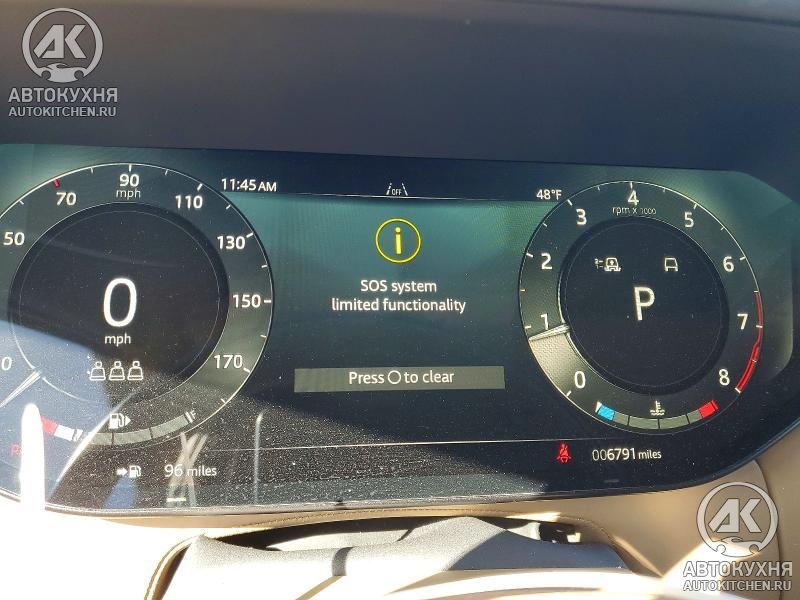 АК
АВТОКУХНЯ
AUTOKITCHEN.RU
11:45 AM
OFF
48°F
50
70
90
mph
110
130
150
170
0
mph
i
SOS system
limited functionality
Press O to clear
0
1
2
3
4
5
6
7
8
rpm x 1000
P
F
96 miles
006791 miles
АК
АВТОКУХНЯ
AUTOKITCHEN.RU